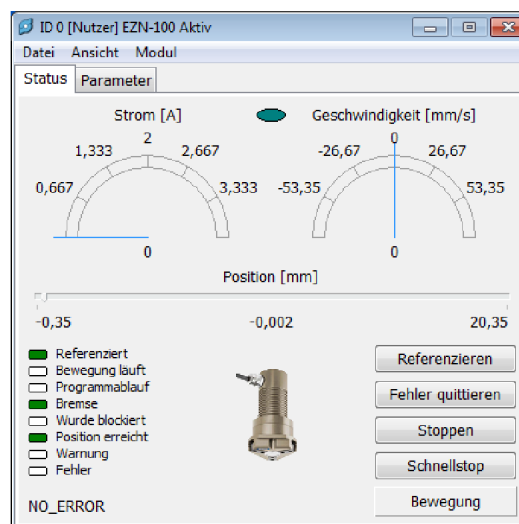 ID 0 [Nutzer] EZN-100 Aktiv
Datei Ansicht Modul
Status Parameter
Strom [A] Geschwindigkeit [mm/s]
2 0
1,333 2,667 -26,67 26,67
0,667 3,333 -53,35 53,35
0 0
Position [mm]
-0,35 -0,002 20,35
Referenziert
Bewegung läuft
Programmablauf
Bremse
Wurde blockiert
Position erreicht
Warnung
Fehler
NO_ERROR
Referenzieren
Fehler quittieren
Stoppen
Schnellstop
Bewegung